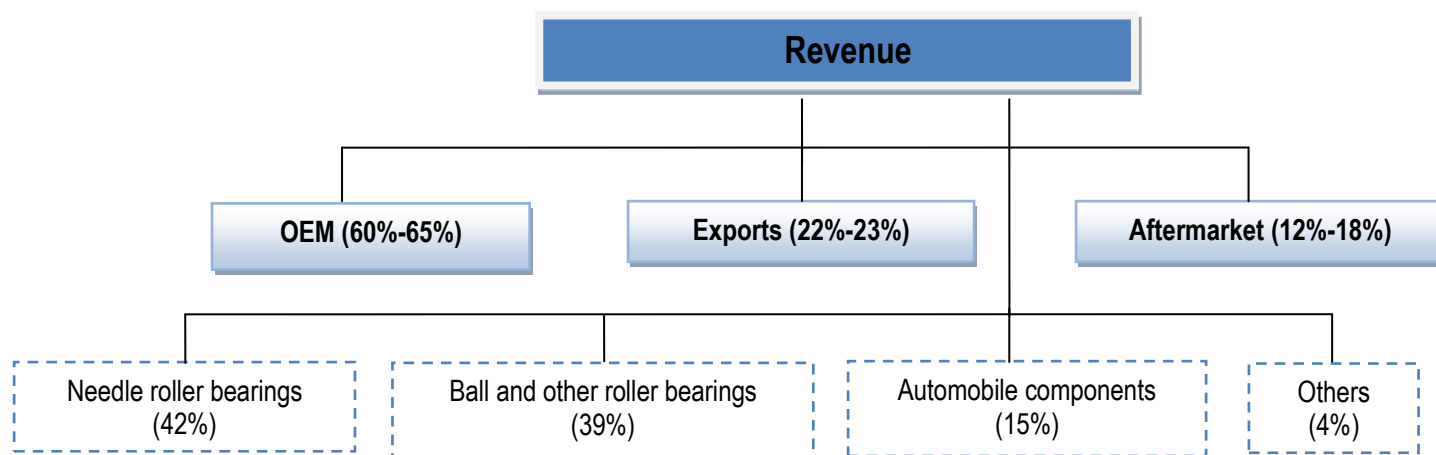 Revenue
OEM (60%-65%)
Exports (22%-23%)
Aftermarket (12%-18%)
Needle roller bearings
(42%)
Ball and other roller bearings
(39%)
Automobile components
(15%)
Others
(4%)